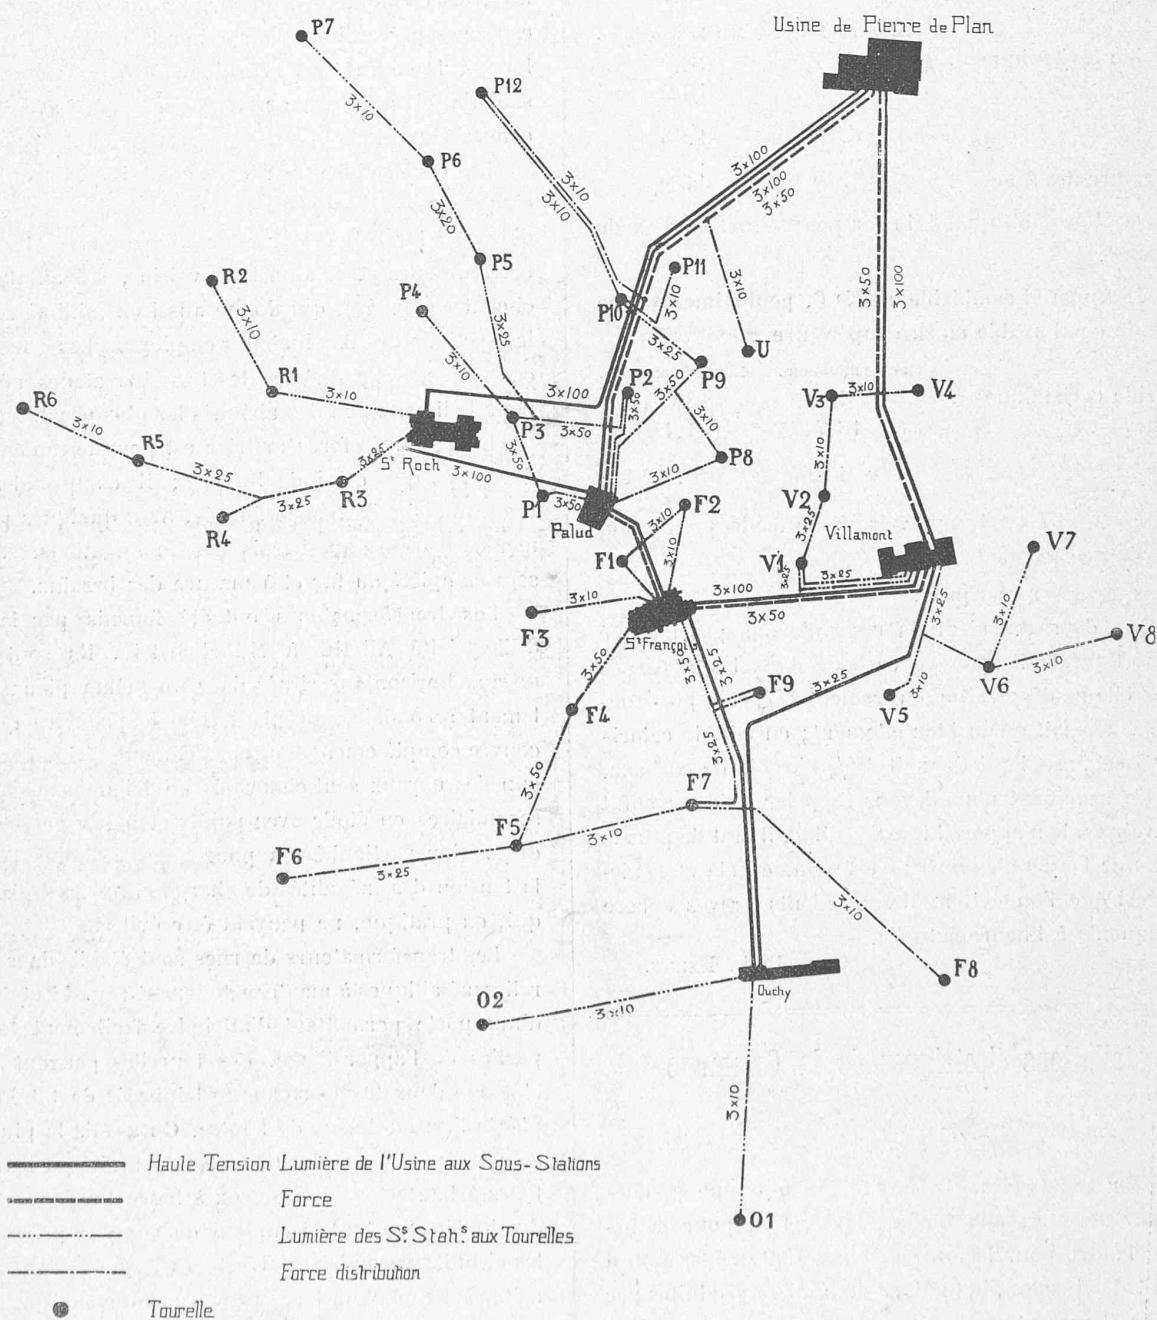 Usine de Pierre de Plan
P7
P12
3×10
P6
3×10
3×10
3×100
3×100
3×50
3×20
P5
P11
R2
P4
P10
3×10
3×10
3×50
3×100
U
3×10
3×25
3×25
P9
P2
3×50
R1
3×10
3×100
V3
3×10
V4
R6
3×10
P3
3×50
3×50
3×10
R5
St Roch
3×25
3×100
3×50
3×10
P8
3×25
3×25
R3
R4
P1
3×50
Palud
F2
3×10
V2
3×25
Villamont
V7
F1
V1
3×25
3×25
3×100
3×50
3×10
F3
St François
3×25
V8
3×10
V6
3×50
3×50
3×25
F9
3×25
3×10
V5
F4
3×25
3×50
F7
F5
3×10
F6
3×25
3×10
F8
Ouchy
O2
3×10
3×10
O1
Haute Tension Lumière de l'Usine aux Sous-Stations
Force
Lumière des Ss Stats. aux Tourelles
Force distribution
Tourelle